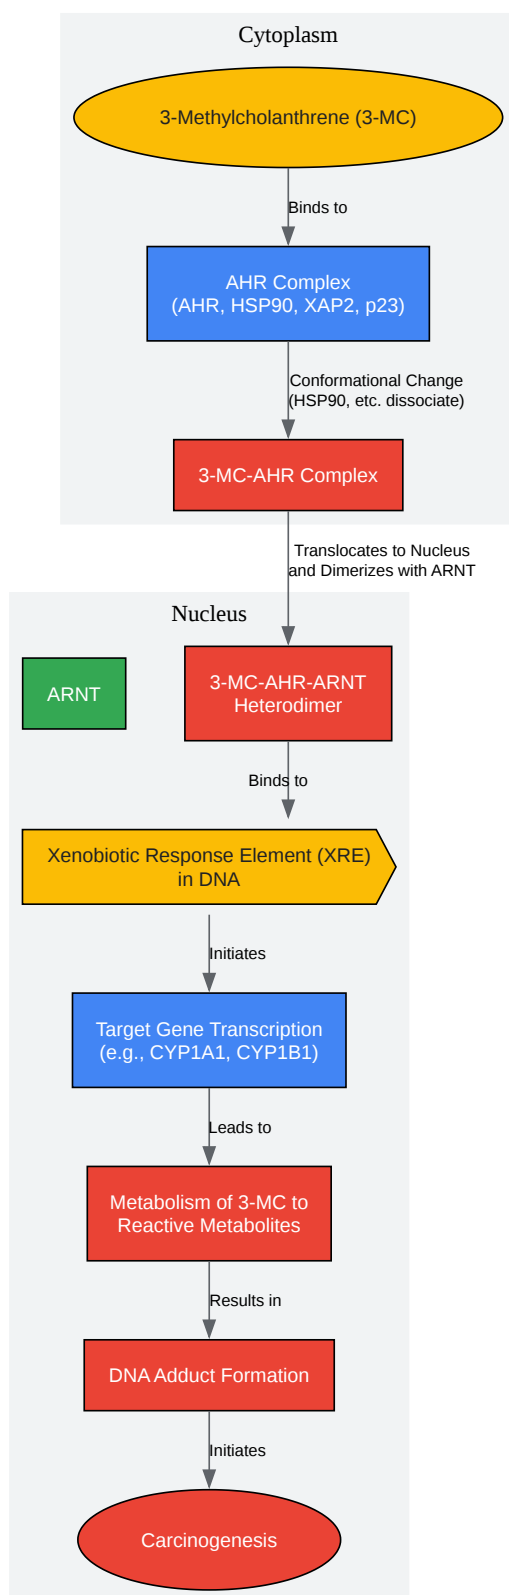 Cytoplasm
3-Methylcholanthrene (3-MC)
Binds to
AHR Complex
(AHR, HSP90, XAP2, p23)
Conformational Change
(HSP90, etc. dissociate)
3-MC-AHR Complex
Translocates to Nucleus
and Dimerizes with ARNT
Nucleus
ARNT
3-MC-AHR-ARNT
Heterodimer
Binds to
Xenobiotic Response Element (XRE)
in DNA
Initiates
Target Gene Transcription
(e.g., CYP1A1, CYP1B1)
Leads to
Metabolism of 3-MC to
Reactive Metabolites
Results in
DNA Adduct Formation
Initiates
Carcinogenesis